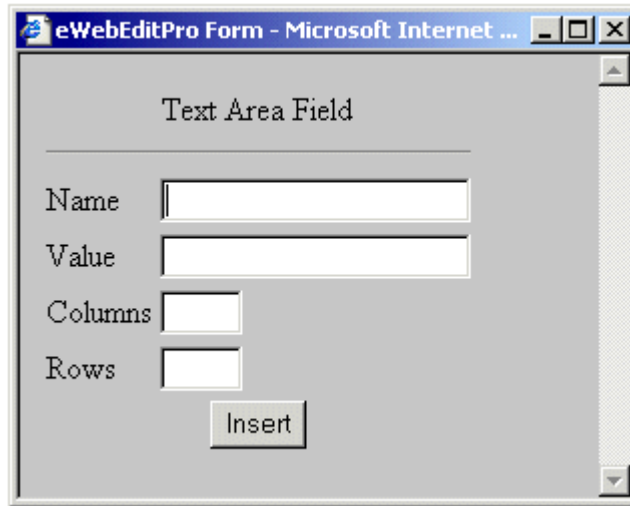 eWebEditPro Form - Microsoft Internet ...
Text Area Field
Name
Value
Columns
Rows
Insert